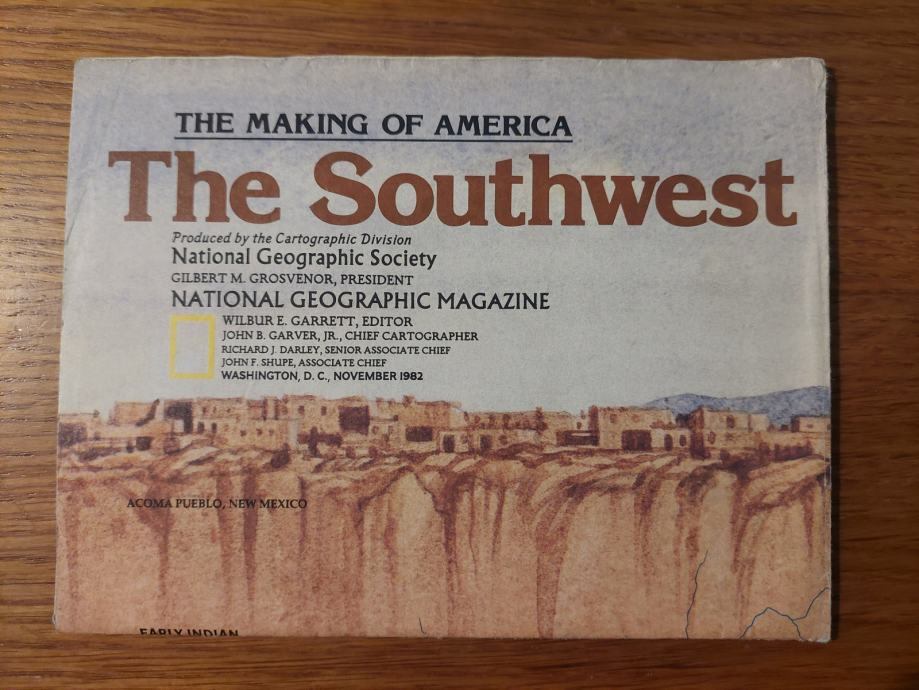 THE MAKING OF AMERICA
The Southwest
Produced by the Cartographic Division
National Geographic Society
GILBERT M. GROSVENOR, PRESIDENT
NATIONAL GEOGRAPHIC MAGAZINE
WILBUR E. GARRETT, EDITOR
JOHN B. GARVER, JR., CHIEF CARTOGRAPHER
RICHARD J. DARLEY, SENIOR ASSOCIATE CHIEF
JOHN F. SHUPE, ASSOCIATE CHIEF
WASHINGTON, D. C., NOVEMBER 1982
ACOMA PUEBLO, NEW MEXICO
EARLY INDIAN